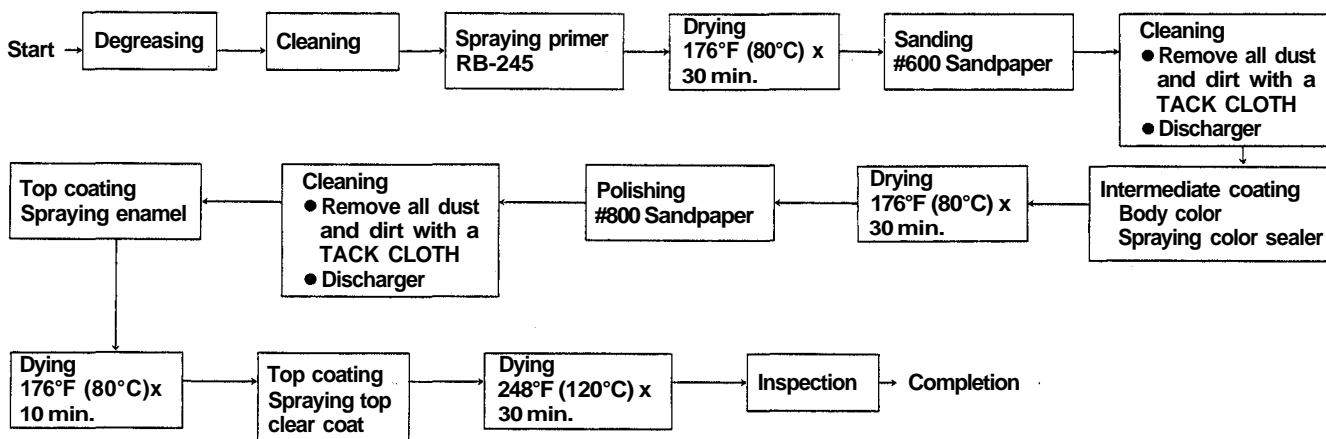 Start
Degreasing
Cleaning
Spraying primer
RB-245
Drying
176°F (80°C) x
30 min.
Sanding
#600 Sandpaper
Cleaning
● Remove all dust
and dirt with a
TACK CLOTH
● Discharger
Intermediate coating
Body color
Spraying color sealer
Drying
176°F (80°C) x
30 min.
Polishing
#800 Sandpaper
Cleaning
● Remove all dust
and dirt with a
TACK CLOTH
● Discharger
Top coating
Spraying enamel
Dying
176°F (80°C)x
10 min.
Top coating
Spraying top
clear coat
Dying
248°F (120°C) x
30 min.
Inspection
Completion